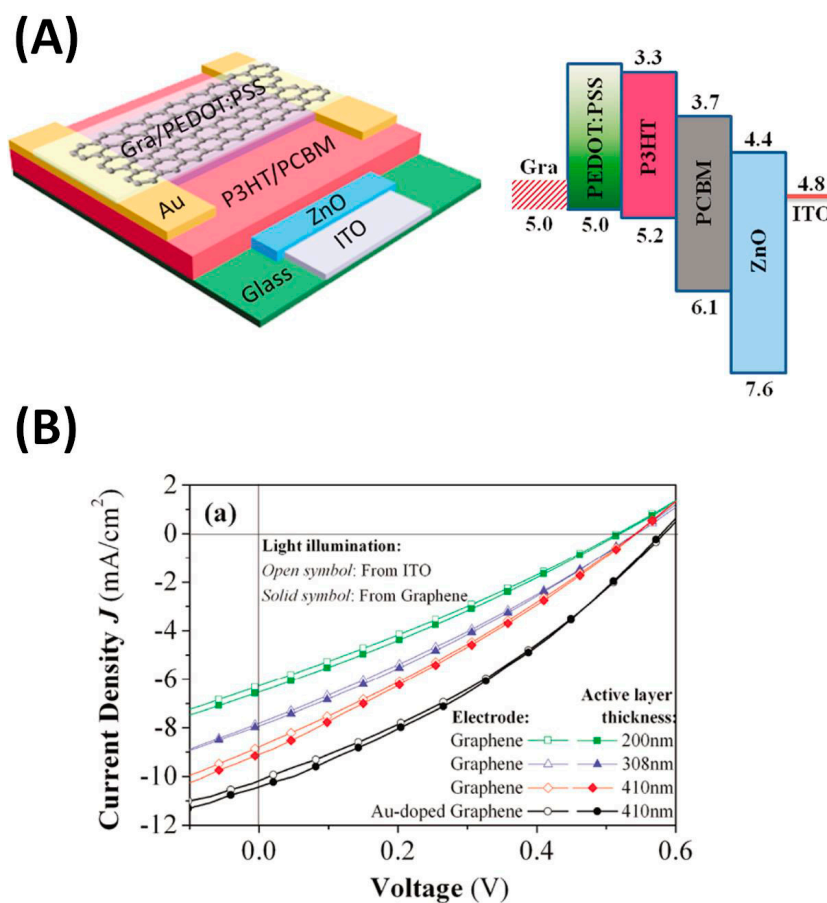 (A)
Gra/PEDOT:PSS
Au
P3HT/PCBM
ZnO
ITO
Glass
Gra
5.0
PEDOT:PSS
5.0
3.3
P3HT
5.2
3.7
PCBM
6.1
4.4
ZnO
7.6
4.8
ITO
(B)
(a)
Current Density J (mA/cm²)
2
0
-2
-4
-6
-8
-10
-12
Light illumination:
Open symbol: From ITO
Solid symbol: From Graphene
Electrode: Active layer thickness:
Graphene 200nm
Graphene 308nm
Graphene 410nm
Au-doped Graphene 410nm
0.0 0.2 0.4 0.6
Voltage (V)